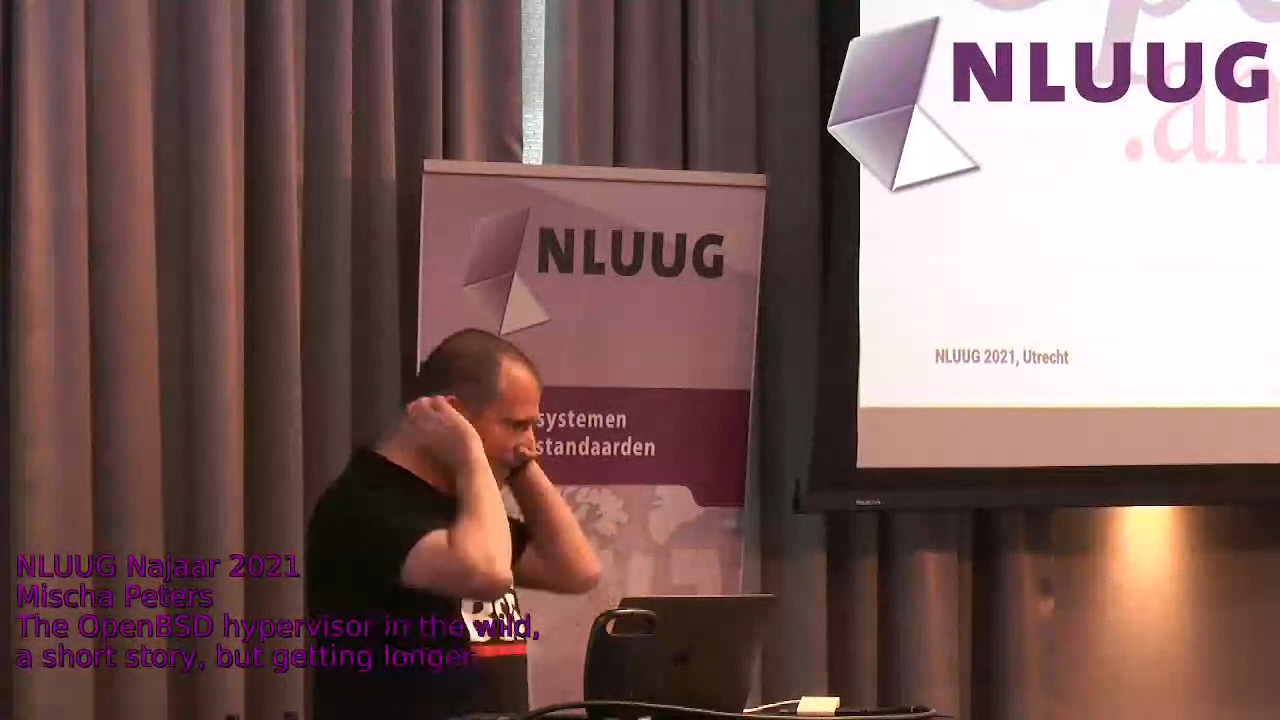 NLUUG
.am
NLUUG
NLUUG 2021, Utrecht
systemen
standaarden
NLUUG Najaar 2021
Mischa Peters
The OpenBSD hypervisor in the wild,
a short story, but getting longer.